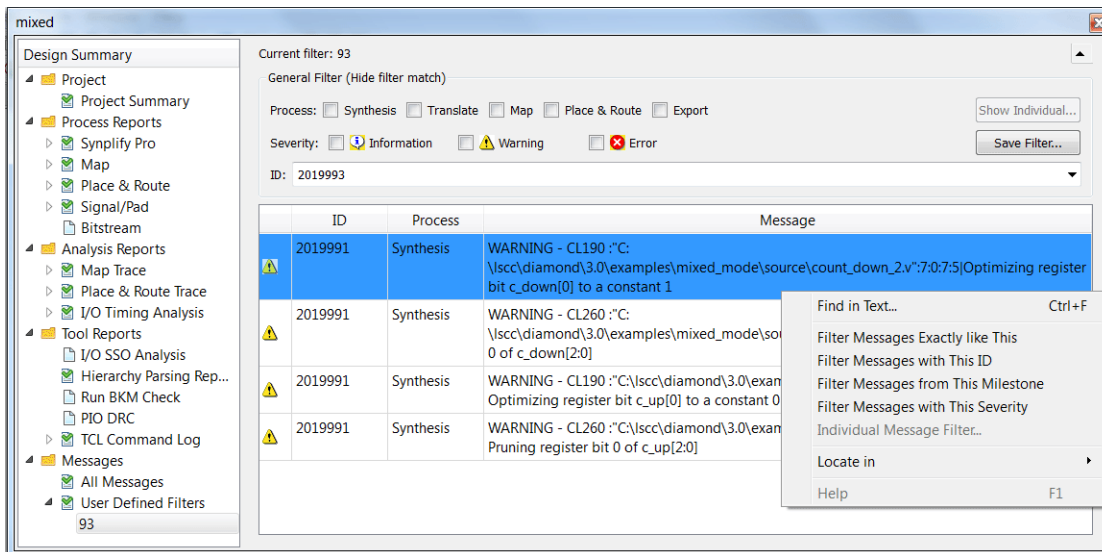 mixed
Design Summary
Project
Project Summary
Process Reports
Synplify Pro
Map
Place & Route
Signal/Pad
Bitstream
Analysis Reports
Map Trace
Place & Route Trace
I/O Timing Analysis
Tool Reports
I/O SSO Analysis
Hierarchy Parsing Rep...
Run BKM Check
PIO DRC
TCL Command Log
Messages
All Messages
User Defined Filters
93
Current filter: 93
General Filter (Hide filter match)
Process: Synthesis Translate Map Place & Route Export Show Individual...
Severity: Information Warning Error Save Filter...
ID: 2019993
ID Process Message
2019991 Synthesis WARNING - CL190 :"C:
\lscc\diamond\3.0\examples\mixed_mode\source\count_down_2.v":7:0:7:5|Optimizing register
bit c_down[0] to a constant 1
2019991 Synthesis WARNING - CL260 :"C:
\lscc\diamond\3.0\examples\mixed_mode\sou
0 of c_down[2:0]
2019991 Synthesis WARNING - CL190 :"C:\lscc\diamond\3.0\exam
Optimizing register bit c_up[0] to a constant 0
2019991 Synthesis WARNING - CL260 :"C:\lscc\diamond\3.0\exam
Pruning register bit 0 of c_up[2:0]
Find in Text... Ctrl+F
Filter Messages Exactly like This
Filter Messages with This ID
Filter Messages from This Milestone
Filter Messages with This Severity
Individual Message Filter...
Locate in
Help F1